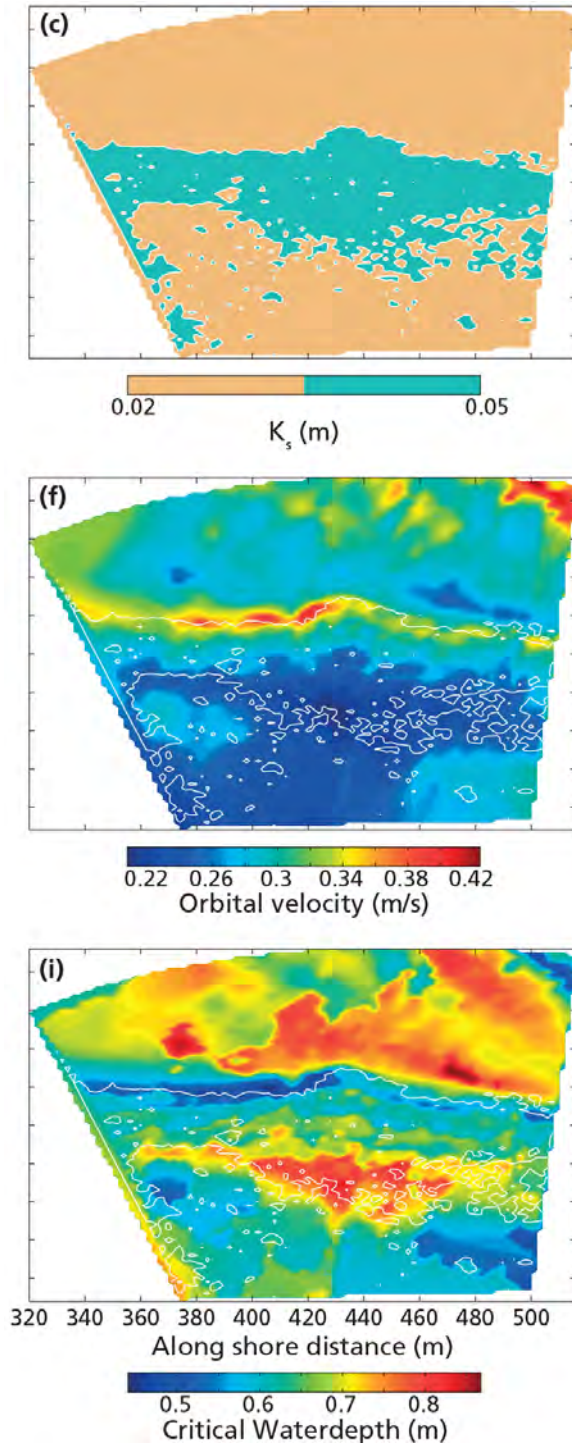 (c)
0.02 0.05
Ks (m)
(f)
0.22 0.26 0.3 0.34 0.38 0.42
Orbital velocity (m/s)
(i)
320 340 360 380 400 420 440 460 480 500
Along shore distance (m)
0.5 0.6 0.7 0.8
Critical Waterdepth (m)